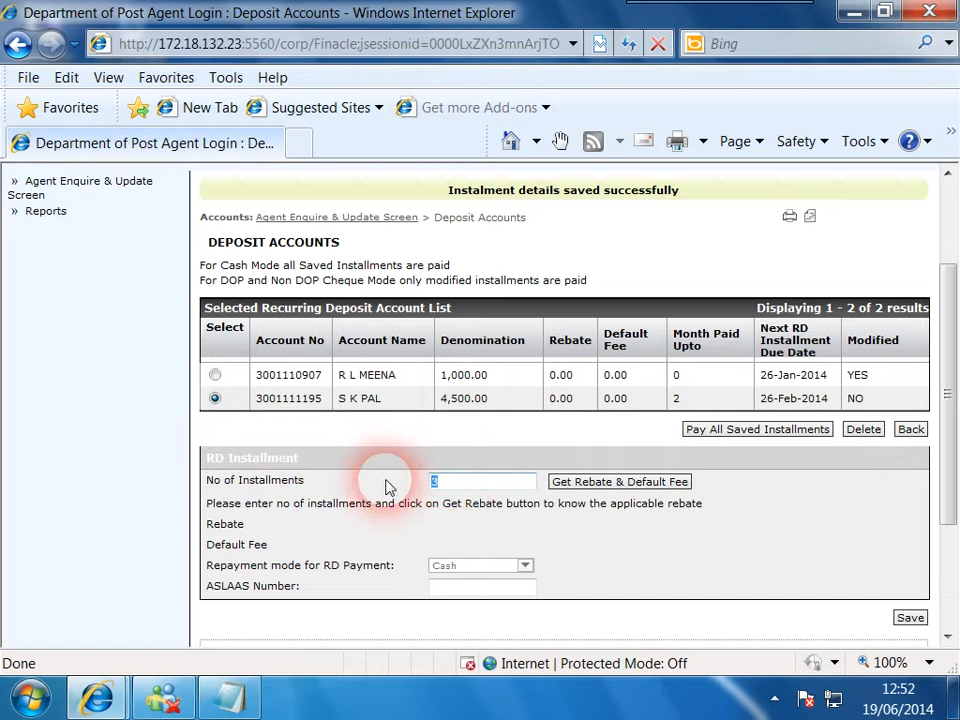 Department of Post Agent Login : Deposit Accounts - Windows Internet Explorer
http://172.18.132.23:5560/corp/Finacle;jsessionid=0000LxZXn3mnArjTO
Bing
File Edit View Favorites Tools Help
Favorites New Tab Suggested Sites Get more Add-ons
Department of Post Agent Login : De... Page Safety Tools
» Agent Enquire & Update Screen
» Reports
Instalment details saved successfully
Accounts: Agent Enquire & Update Screen > Deposit Accounts
DEPOSIT ACCOUNTS
For Cash Mode all Saved Installments are paid
For DOP and Non DOP Cheque Mode only modified installments are paid
Selected Recurring Deposit Account List Displaying 1 - 2 of 2 results
Select Account No Account Name Denomination Rebate Default Fee Month Paid Upto Next RD Installment Due Date Modified
3001110907 R L MEENA 1,000.00 0.00 0.00 0 26-Jan-2014 YES
3001111195 S K PAL 4,500.00 0.00 0.00 2 26-Feb-2014 NO
Pay All Saved Installments Delete Back
RD Installment
No of Installments 3 Get Rebate & Default Fee
Please enter no of installments and click on Get Rebate button to know the applicable rebate
Rebate
Default Fee
Repayment mode for RD Payment: Cash
ASLAAS Number:
Save
Done Internet | Protected Mode: Off 100%
12:52
19/06/2014